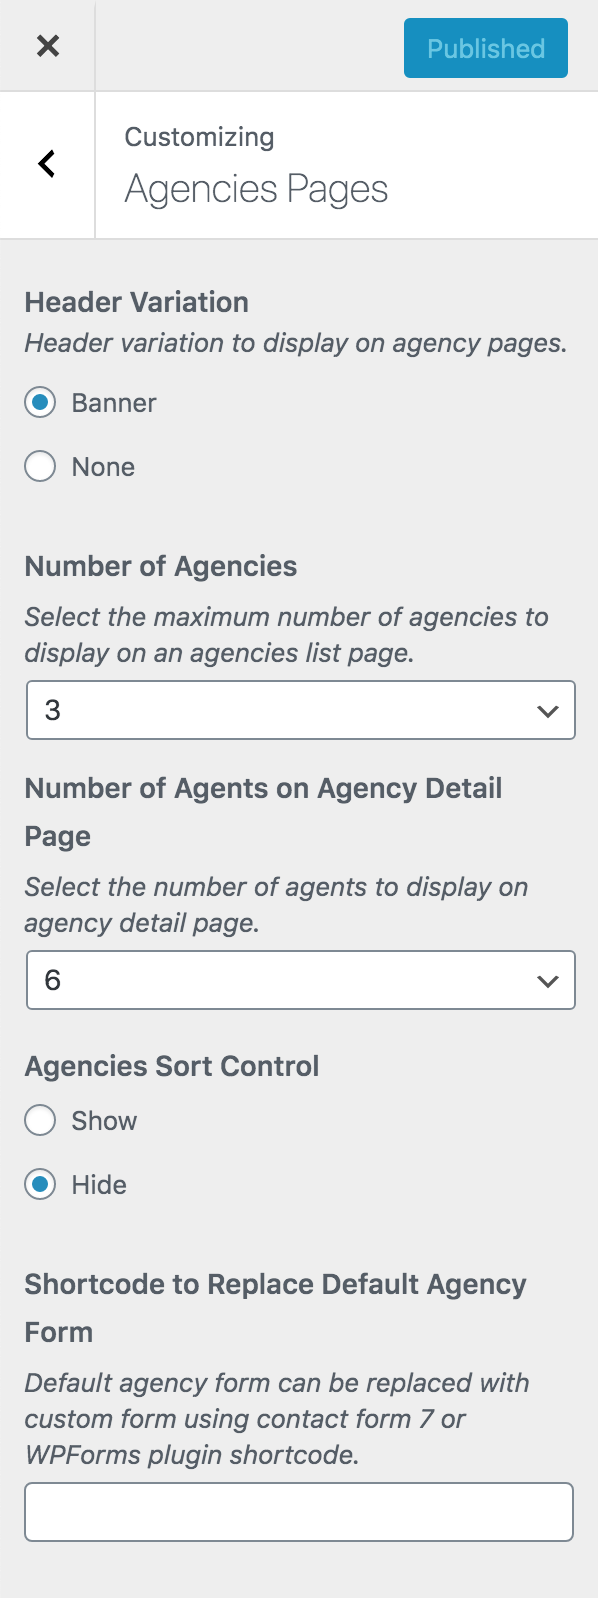 Published
Customizing
Agencies Pages
Header Variation
Header variation to display on agency pages.
Banner
None
Number of Agencies
Select the maximum number of agencies to
display on an agencies list page.
3
Number of Agents on Agency Detail
Page
Select the number of agents to display on
agency detail page.
6
Agencies Sort Control
Show
Hide
Shortcode to Replace Default Agency
Form
Default agency form can be replaced with
custom form using contact form 7 or
WPForms plugin shortcode.